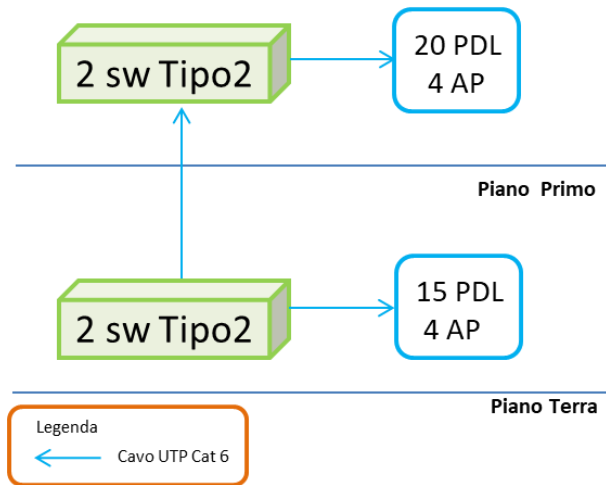 2 sw Tipo2
20 PDL
4 AP
Piano Primo
2 sw Tipo2
15 PDL
4 AP
Piano Terra
Legenda
Cavo UTP Cat 6